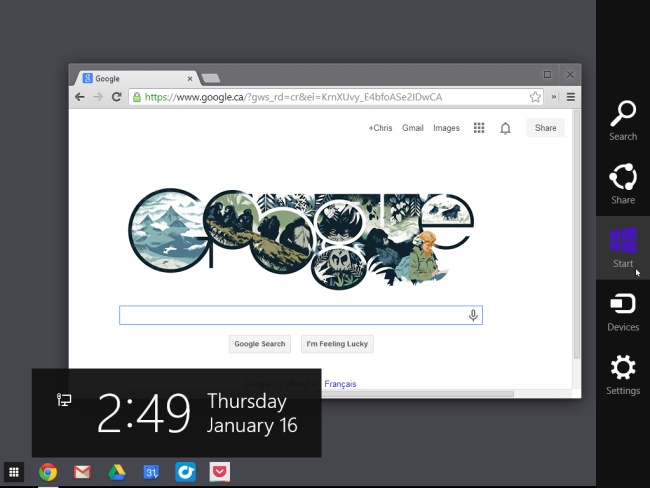 Google
https://www.google.ca/?gws_rd=cr&ei=KrnXUvy_E4bfoASe2IDwCA
+Chris Gmail Images Share
Google
Google Search I'm Feeling Lucky
Français
Search
Share
Start
Devices
Settings
2:49 Thursday
January 16
31